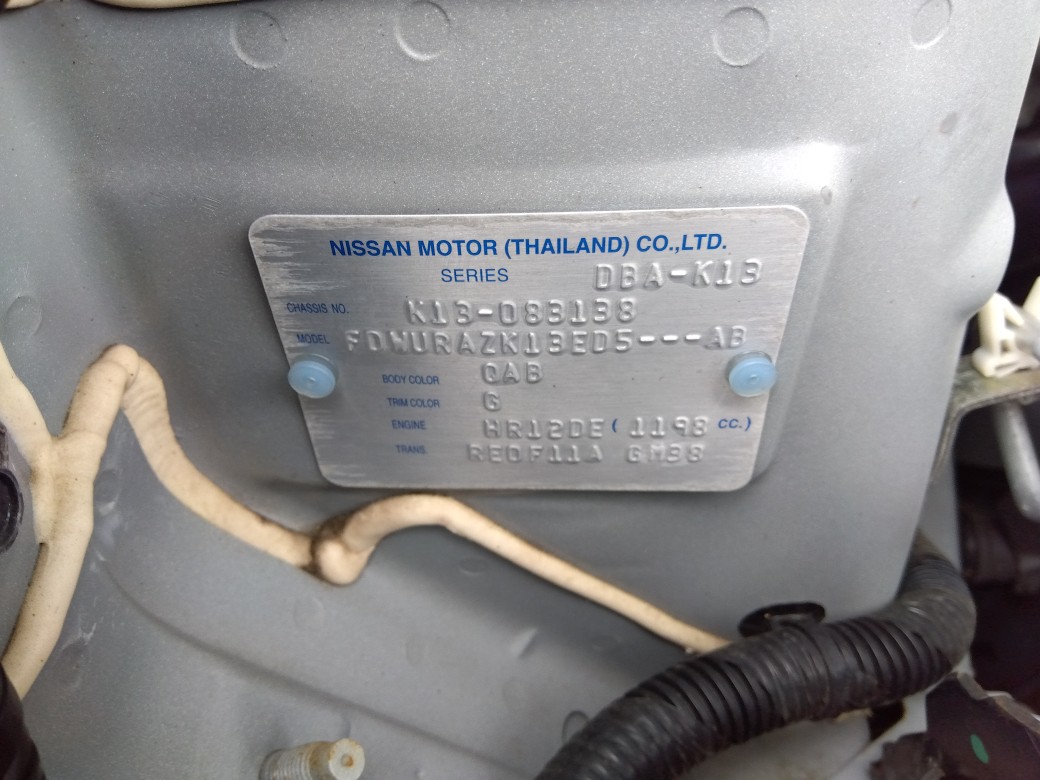 NISSAN MOTOR (THAILAND) CO.,LTD.
SERIES DBA-K13
CHASSIS NO. K13-083138
MODEL FDWURAZK13ED5---AB
BODY COLOR QAB
TRIM COLOR G
ENGINE HR12DE ( 1198 CC.)
TRANS. RE0F11A GM38